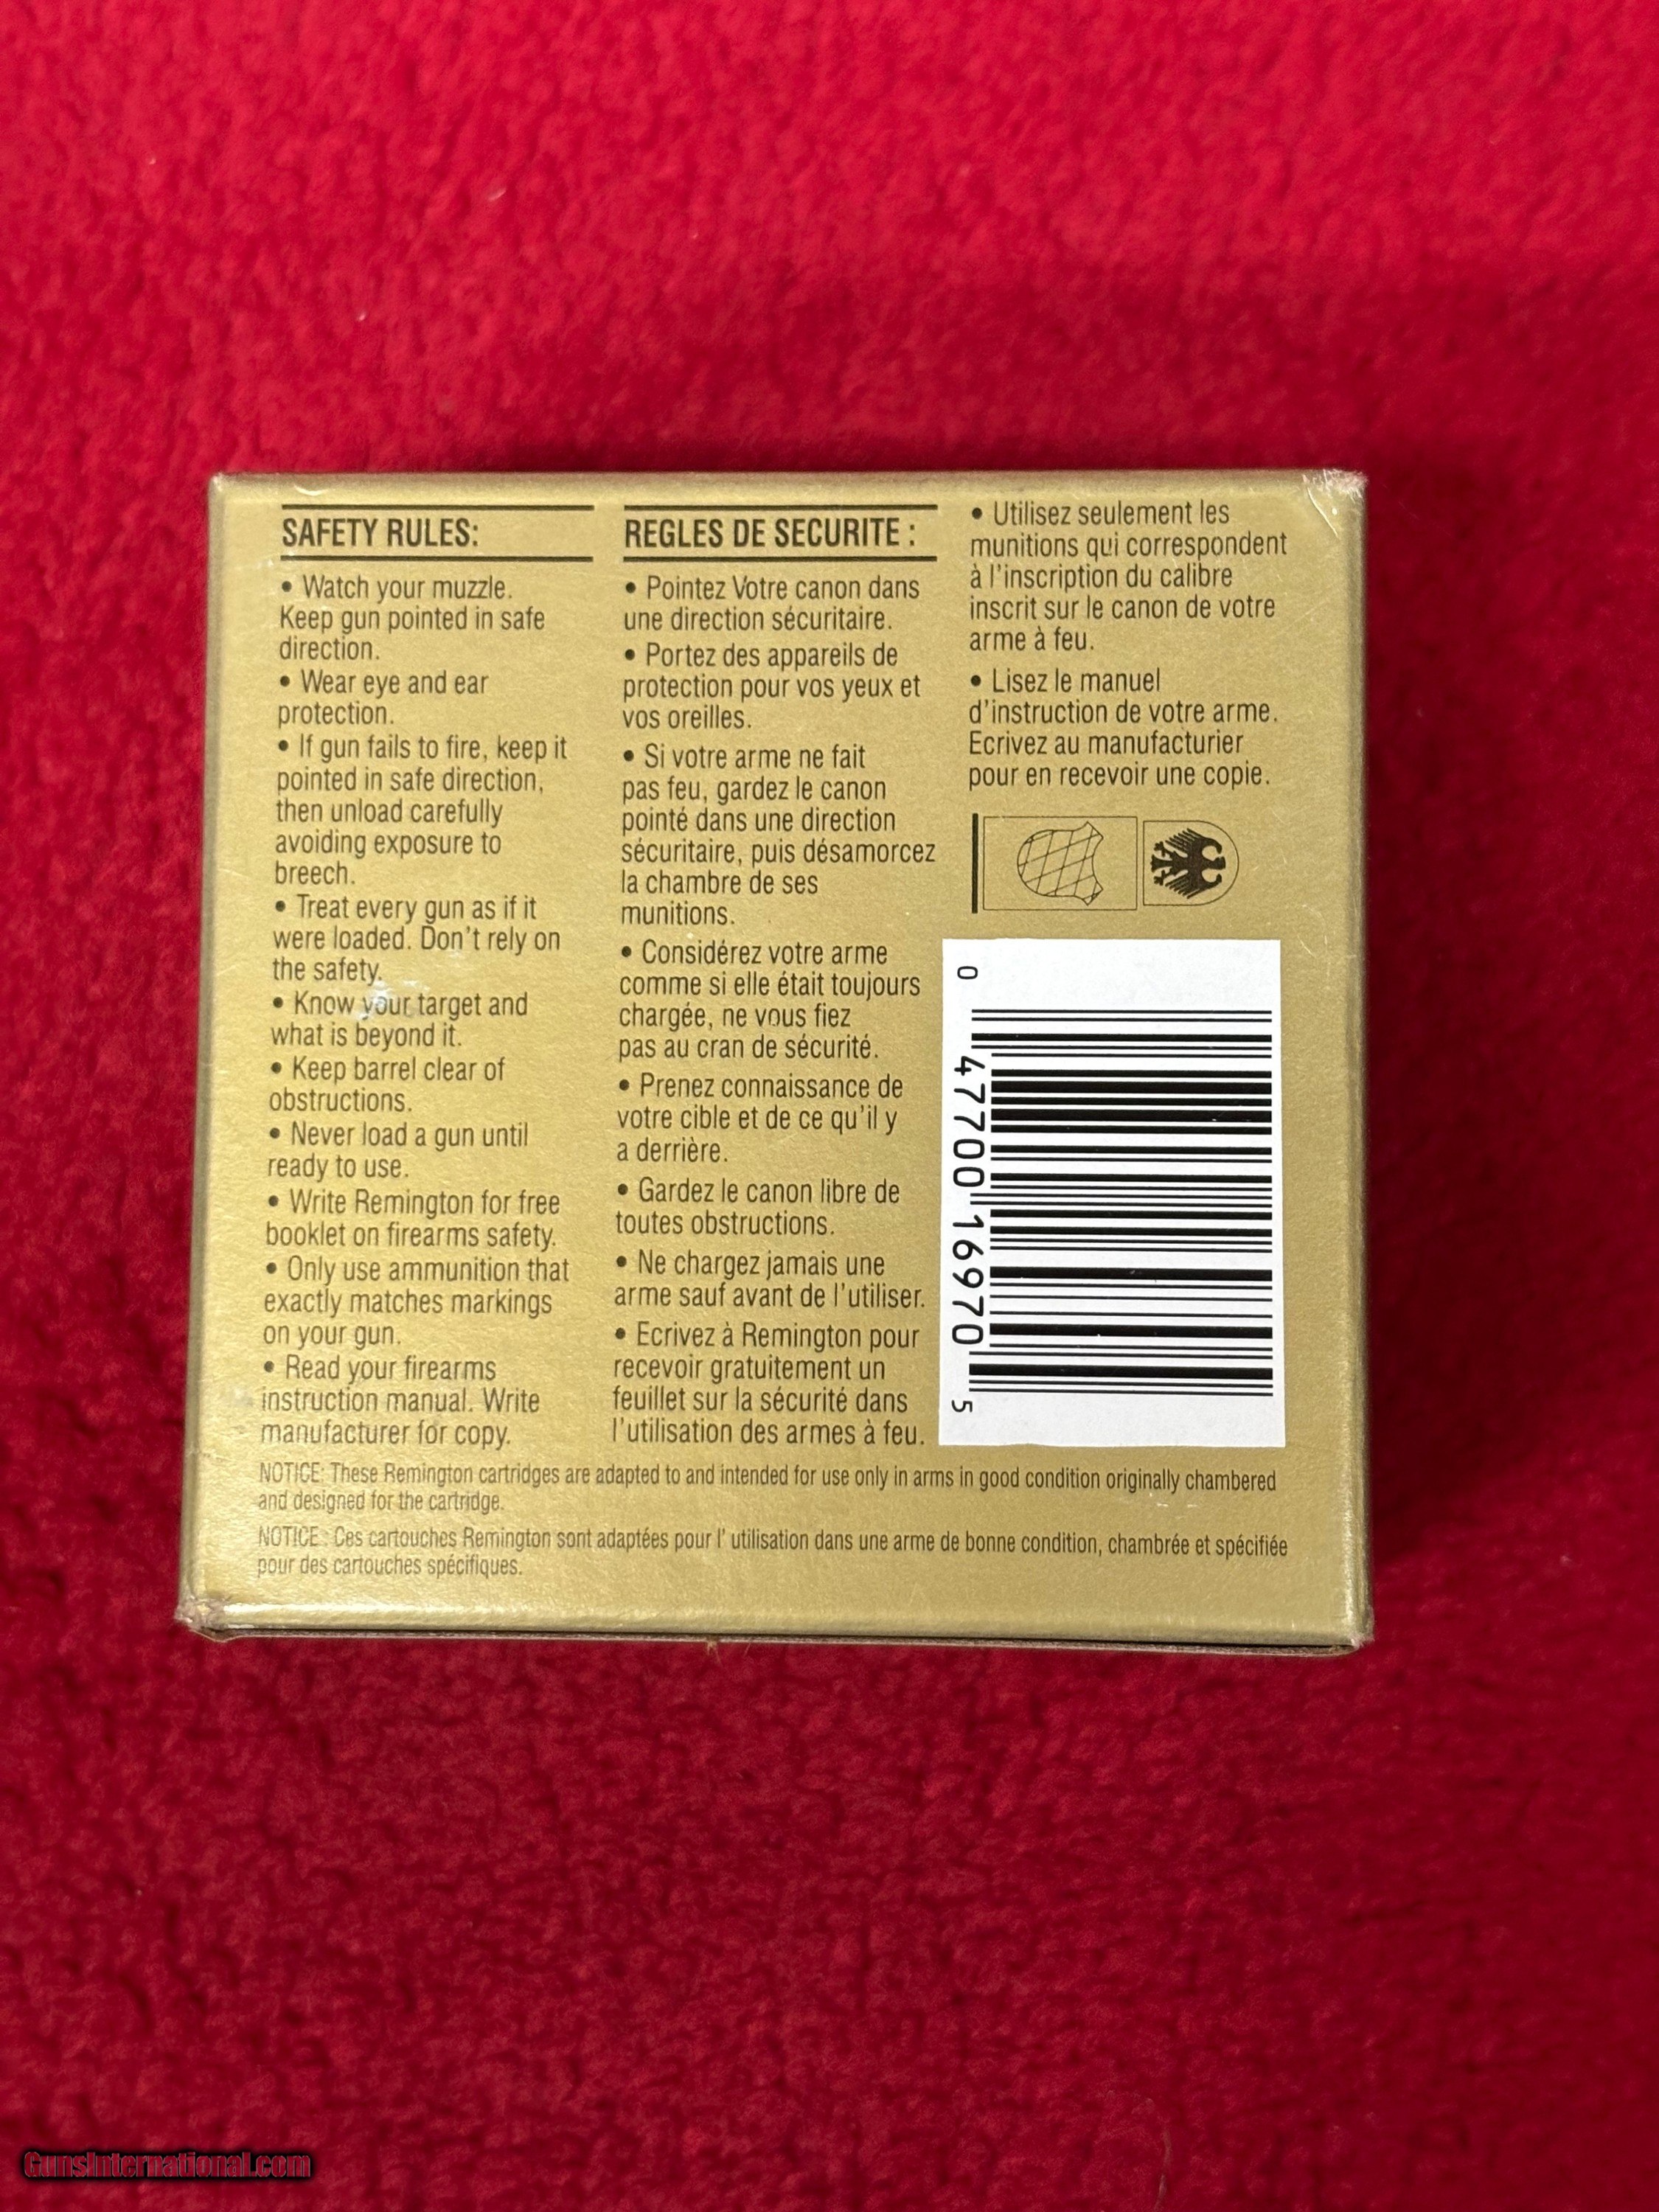 SAFETY RULES:
• Watch your muzzle.
Keep gun pointed in safe
direction.
• Wear eye and ear
protection.
• If gun fails to fire, keep it
pointed in safe direction,
then unload carefully
avoiding exposure to
breech.
• Treat every gun as if it
were loaded. Don't rely on
the safety.
• Know your target and
what is beyond it.
• Keep barrel clear of
obstructions.
• Never load a gun until
ready to use.
• Write Remington for free
booklet on firearms safety.
• Only use ammunition that
exactly matches markings
on your gun.
• Read your firearms
instruction manual. Write
manufacturer for copy.
REGLES DE SECURITE :
• Pointez Votre canon dans
une direction sécuritaire.
• Portez des appareils de
protection pour vos yeux et
vos oreilles.
• Si votre arme ne fait
pas feu, gardez le canon
pointé dans une direction
sécuritaire, puis désamorcez
la chambre de ses
munitions.
• Considérez votre arme
comme si elle était toujours
chargée, ne vous fiez
pas au cran de sécurité.
• Prenez connaissance de
votre cible et de ce qu'il y
a derrière.
• Gardez le canon libre de
toutes obstructions.
• Ne chargez jamais une
arme sauf avant de l'utiliser.
• Ecrivez à Remington pour
recevoir gratuitement un
feuillet sur la sécurité dans
l'utilisation des armes à feu.
• Utilisez seulement les
munitions qui correspondent
à l'inscription du calibre
inscrit sur le canon de votre
arme à feu.
• Lisez le manuel
d'instruction de votre arme.
Ecrivez au manufacturier
pour en recevoir une copie.
0 47700 16970 5
NOTICE: These Remington cartridges are adapted to and intended for use only in arms in good condition originally chambered
and designed for the cartridge.
NOTICE : Ces cartouches Remington sont adaptées pour l' utilisation dans une arme de bonne condition, chambrée et spécifiée
pour des cartouches spécifiques.
GunsInternational.com